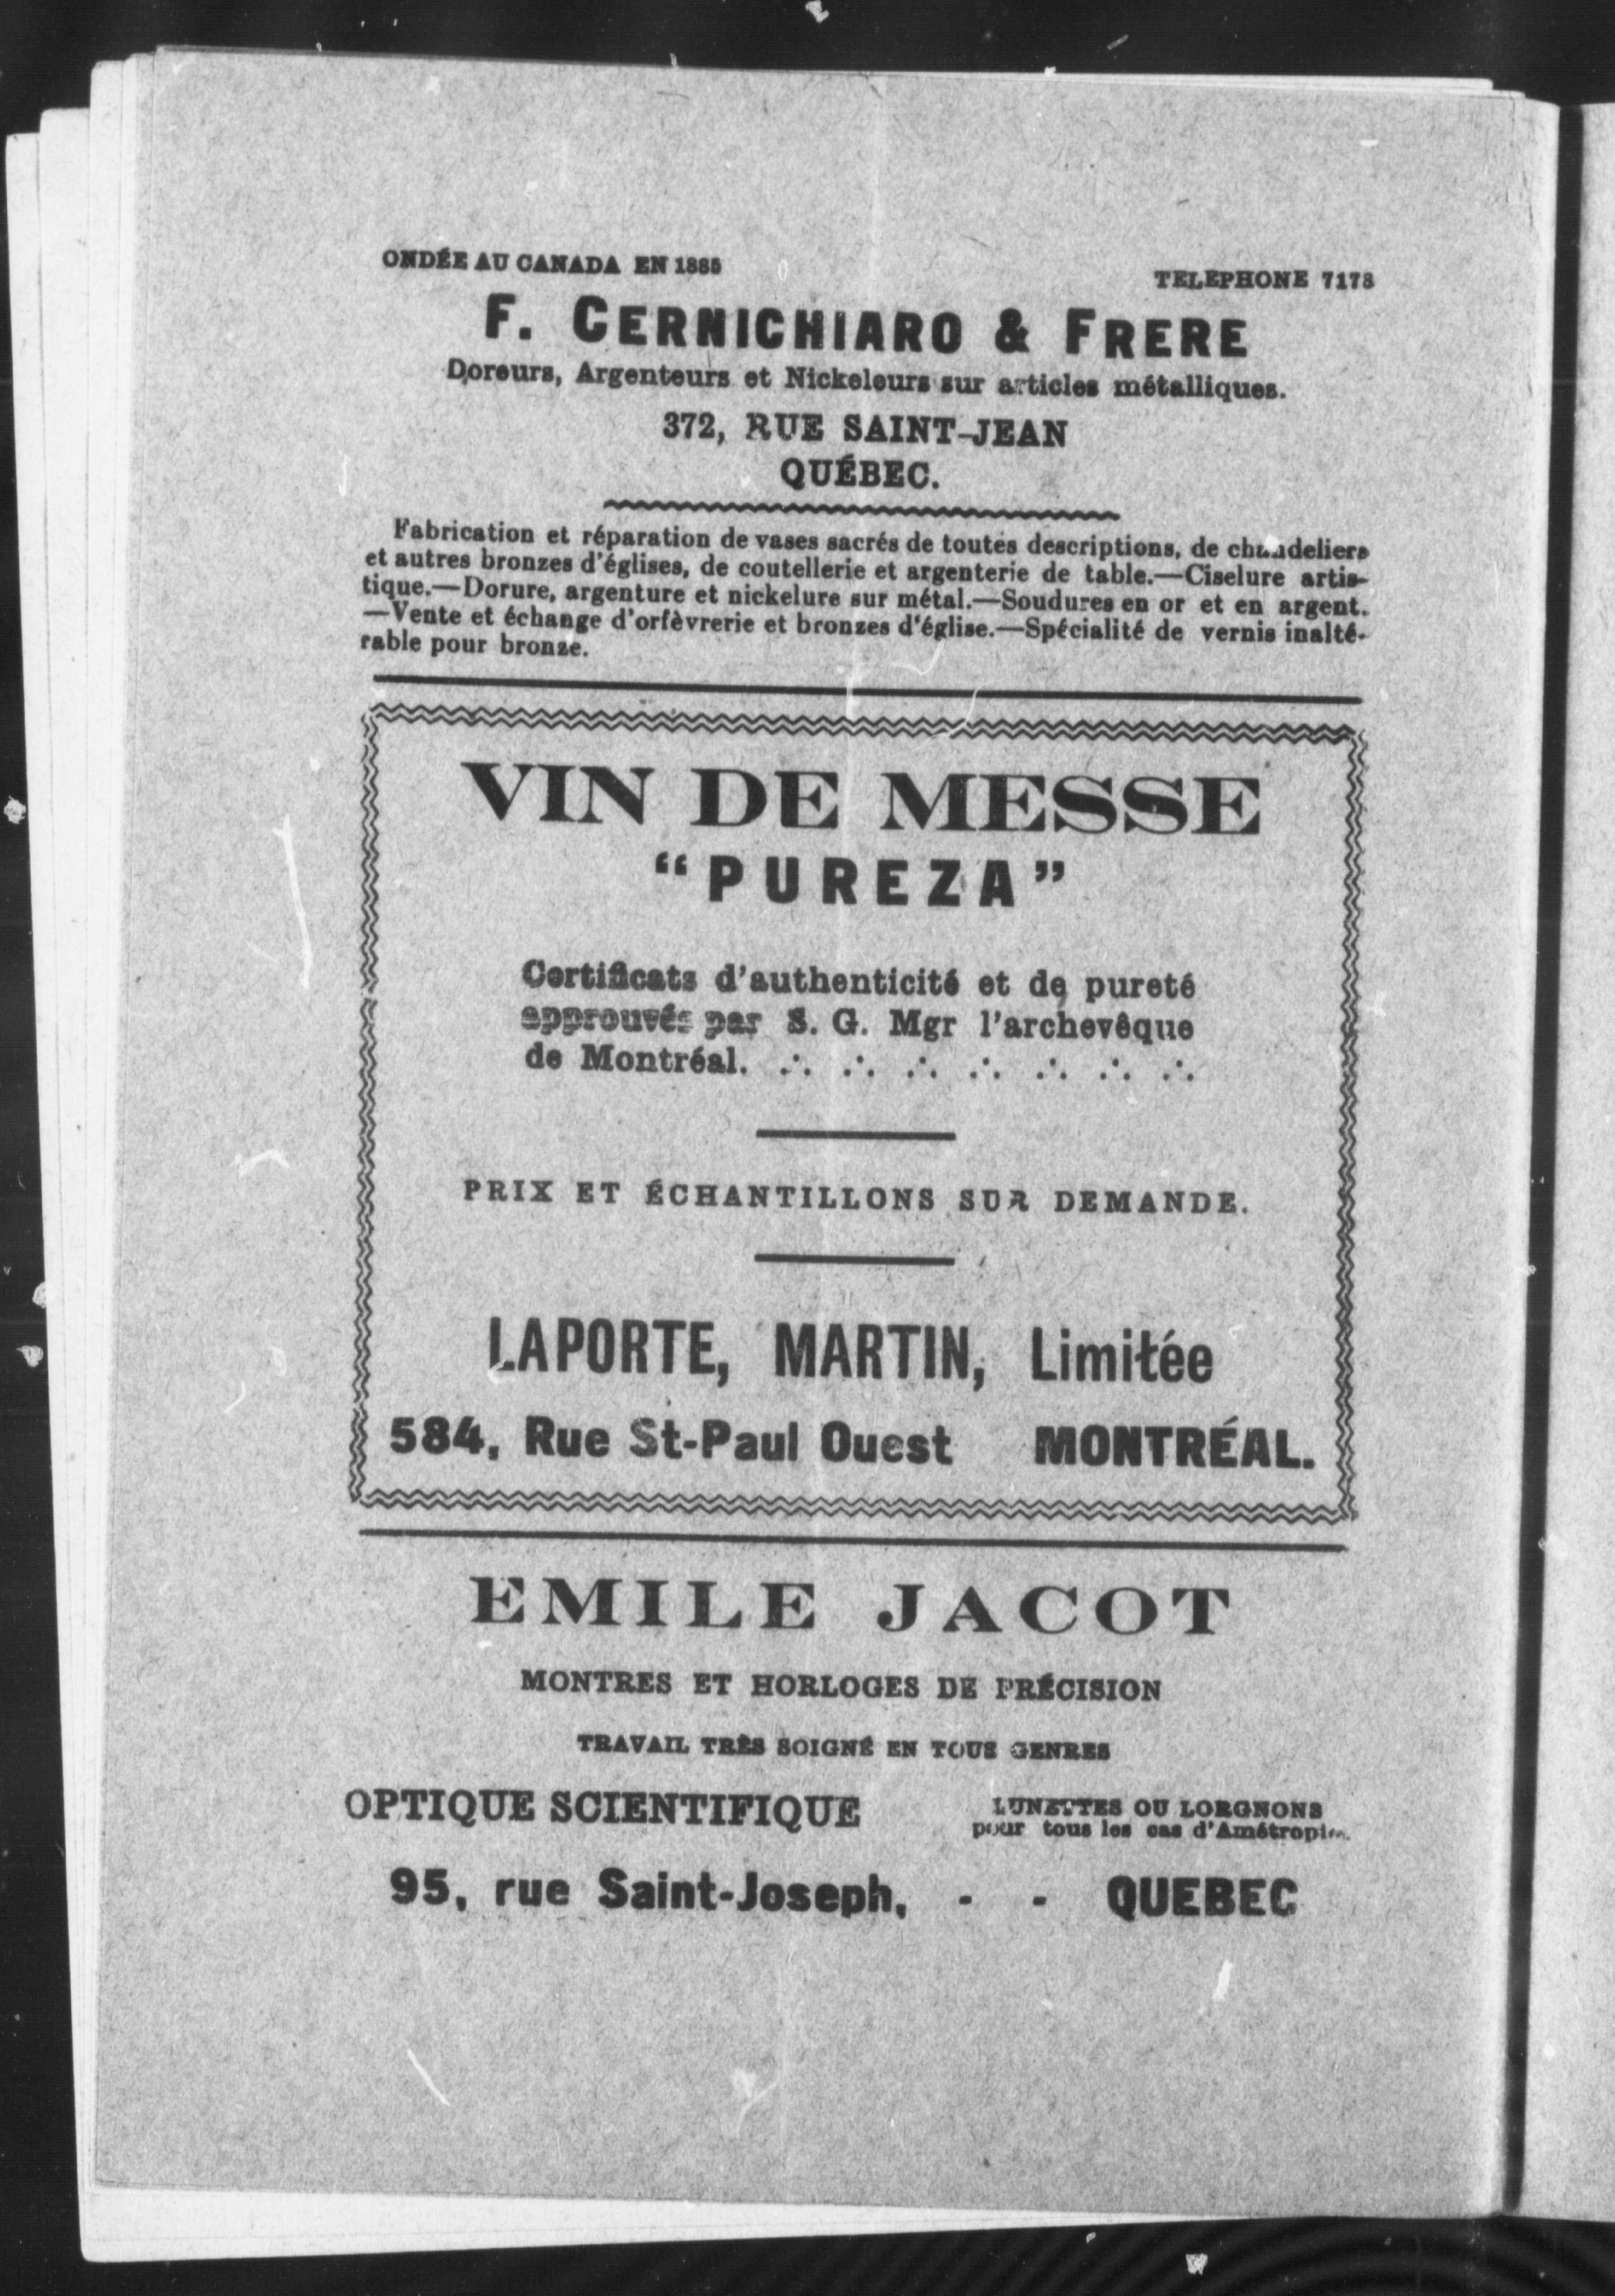 ONDÉE AU CANADA EN 1885
TELEPHONE 7178
F. CERNICHIARO & FRERE
Doreurs, Argenteurs et Nickeleurs sur articles métalliques.
372, RUE SAINT-JEAN
QUÉBEC.
Fabrication et réparation de vases sacrés de toutes descriptions, de chandeliers
et autres bronzes d'églises, de coutellerie et argenterie de table.—Ciselure artis-
tique.—Dorure, argenture et nickelure sur métal.—Soudures en or et en argent.
—Vente et échange d'orfèvrerie et bronzes d'église.—Spécialité de vernis inalté-
rable pour bronze.
VIN DE MESSE
“PUREZA”
Certificats d'authenticité et de pureté
approuvés par S. G. Mgr l'archevêque
de Montréal. ∴ ∴ ∴ ∴ ∴ ∴ ∴
PRIX ET ÉCHANTILLONS SUR DEMANDE.
LAPORTE, MARTIN, Limitée
584, Rue St-Paul Ouest MONTRÉAL.
EMILE JACOT
MONTRES ET HORLOGES DE PRÉCISION
TRAVAIL TRÈS SOIGNÉ EN TOUS GENRES
OPTIQUE SCIENTIFIQUE
LUNETTES OU LORGNONS
pour tous les cas d'Amétropie.
95, rue Saint-Joseph, - - QUEBEC